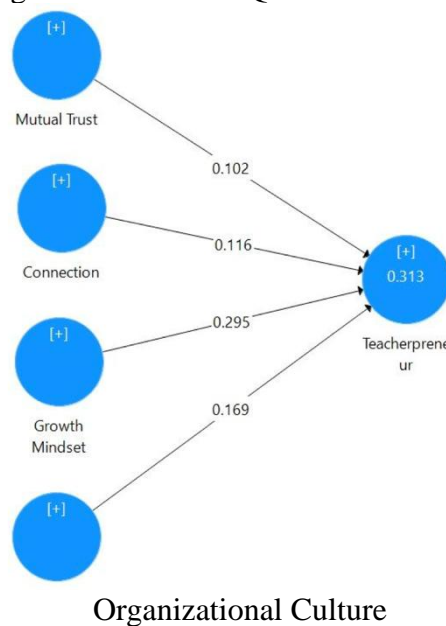 [+]
Mutual Trust
0.102
[+]
Connection
0.116
[+]
0.313
Teacherprene
ur
[+]
0.295
Growth
Mindset
0.169
[+]
Organizational Culture